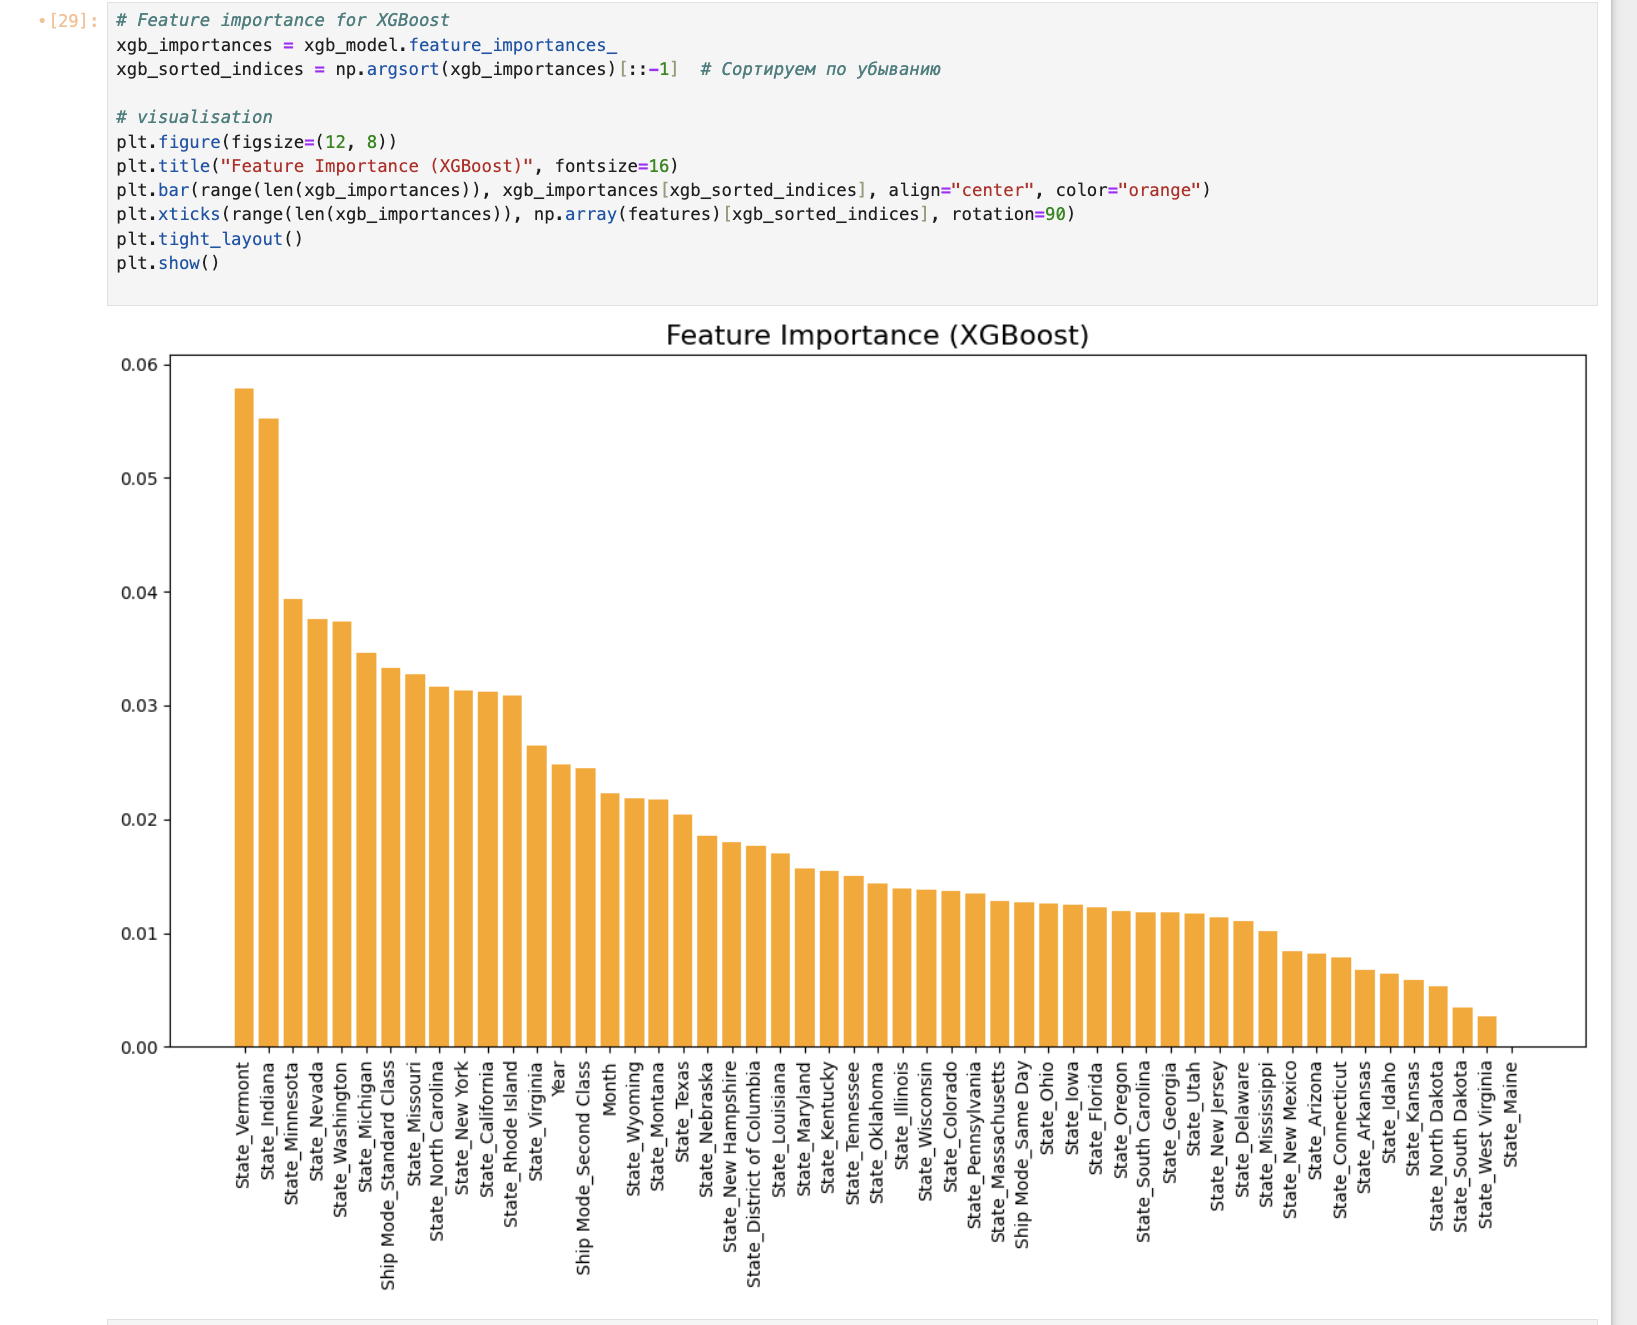 [29]:
# Feature importance for XGBoost
xgb_importances = xgb_model.feature_importances_
xgb_sorted_indices = np.argsort(xgb_importances)[::-1]  # Сортируем по убыванию
# visualisation
plt.figure(figsize=(12, 8))
plt.title("Feature Importance (XGBoost)", fontsize=16)
plt.bar(range(len(xgb_importances)), xgb_importances[xgb_sorted_indices], align="center", color="orange")
plt.xticks(range(len(xgb_importances)), np.array(features)[xgb_sorted_indices], rotation=90)
plt.tight_layout()
plt.show()
Feature Importance (XGBoost)
0.06
0.05
0.04
0.03
0.02
0.01
0.00
State_Vermont
State_Indiana
State_Minnesota
State_Nevada
State_Washington
State_Michigan
Ship Mode_Standard Class
State_Missouri
State_North Carolina
State_New York
State_California
State_Rhode Island
State_Virginia
Year
Ship Mode_Second Class
Month
State_Wyoming
State_Montana
State_Texas
State_Nebraska
State_New Hampshire
State_District of Columbia
State_Louisiana
State_Maryland
State_Kentucky
State_Tennessee
State_Oklahoma
State_Illinois
State_Wisconsin
State_Colorado
State_Pennsylvania
State_Massachusetts
Ship Mode_Same Day
State_Ohio
State_Iowa
State_Florida
State_Oregon
State_South Carolina
State_Georgia
State_Utah
State_New Jersey
State_Delaware
State_Mississippi
State_New Mexico
State_Arizona
State_Connecticut
State_Arkansas
State_Idaho
State_Kansas
State_North Dakota
State_South Dakota
State_West Virginia
State_Maine